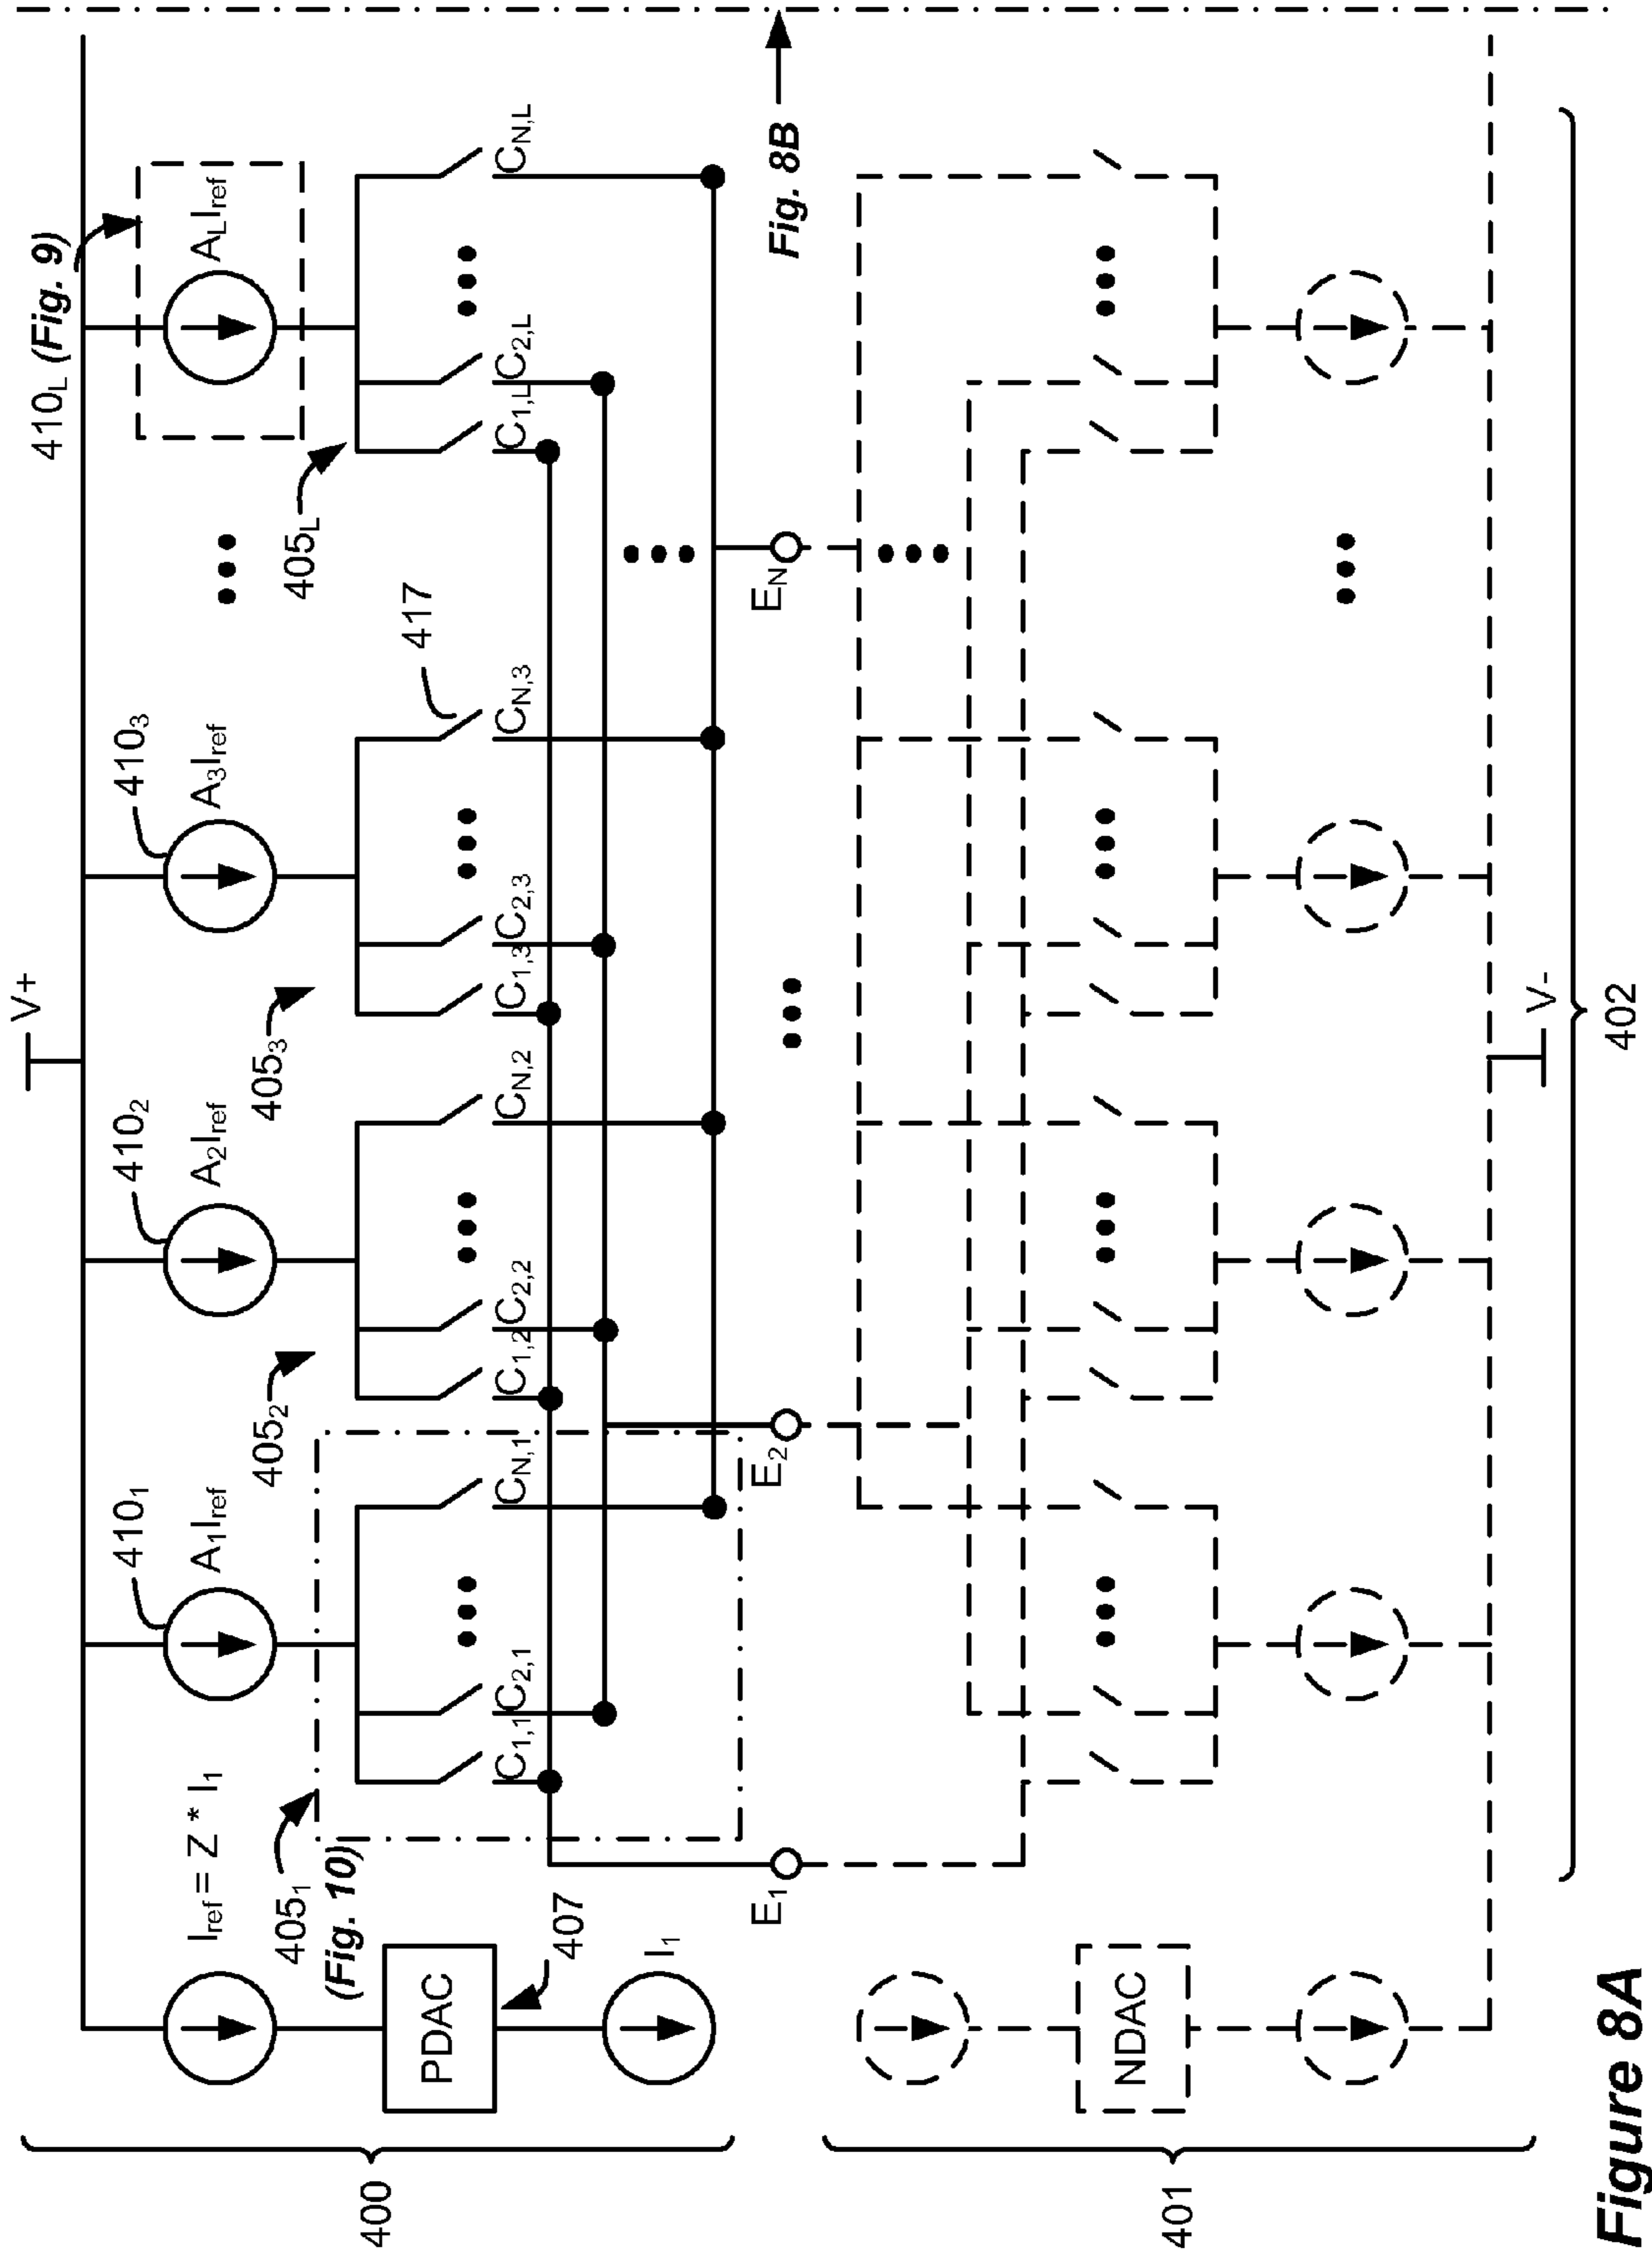 V+
410L (Fig. 9)
Iref = Z * I1
4101
A1Iref
4102
A2Iref
4103
A3Iref
ALIref
4051
(Fig. 10)
4052
4053
405L
417
PDAC
407
I1
C1,1
C2,1
CN,1
C1,2
C2,2
CN,2
C1,3
C2,3
CN,3
C1,L
C2,L
CN,L
E1
E2
EN
Fig. 8B
NDAC
V-
400
401
402
Figure 8A